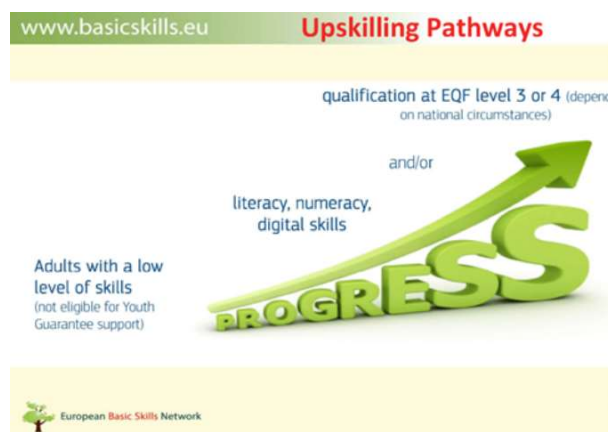 www.basicskills.eu
Upskilling Pathways
qualification at EQF level 3 or 4 (depend
on national circumstances)
and/or
literacy, numeracy,
digital skills
Adults with a low
level of skills
(not eligible for Youth
Guarantee support)
PROGRESS
European Basic Skills Network